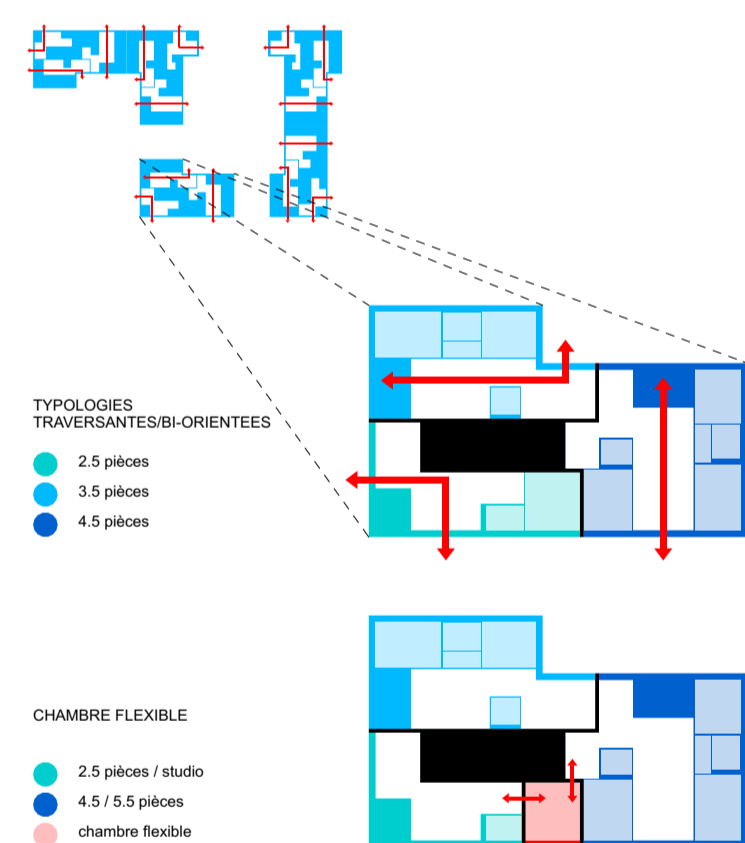 TYPOLOGIES
TRAVERSANTES/BI-ORIENTEES
2.5 pièces
3.5 pièces
4.5 pièces
CHAMBRE FLEXIBLE
2.5 pièces / studio
4.5 / 5.5 pièces
chambre flexible